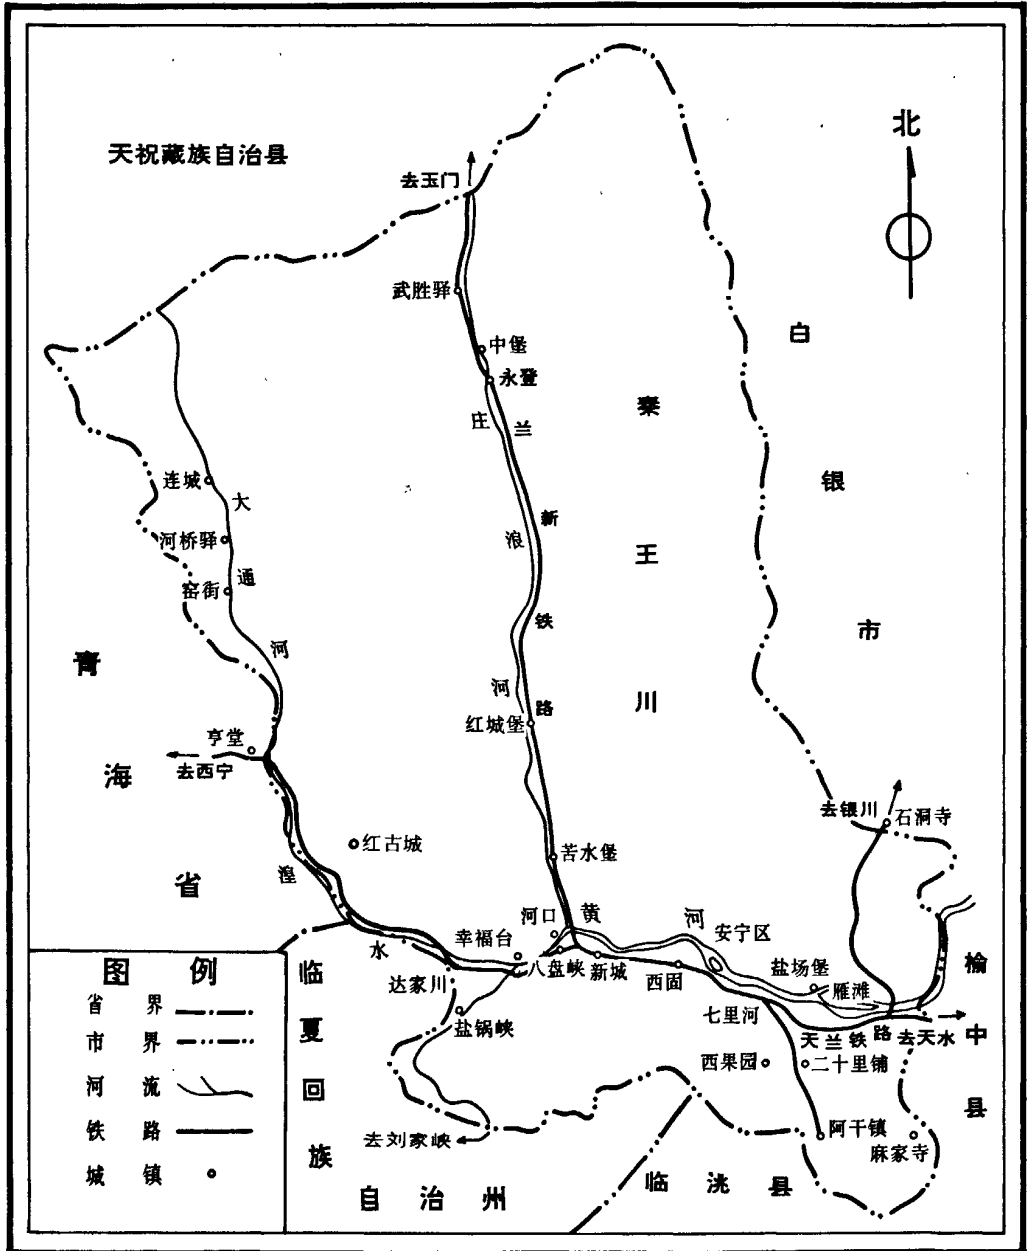 北
天祝藏族自治县
去玉门
武胜驿
中堡
永登
白银市
秦王川
庄浪河
兰新铁路
连城
大通河
河桥驿
窑街
青海省
亨堂
去西宁
红城堡
红古城
去银川
石洞寺
湟水
苦水堡
河口
黄河
安宁区
幸福台
八盘峡
新城
西固
盐场堡
雁滩
达家川
七里河
天兰铁路
去天水
榆中县
盐锅峡
西果园
二十里铺
去刘家峡
阿干镇
麻家寺
临夏回族
自治州
临洮县
图例
省界
市界
河流
铁路
城镇